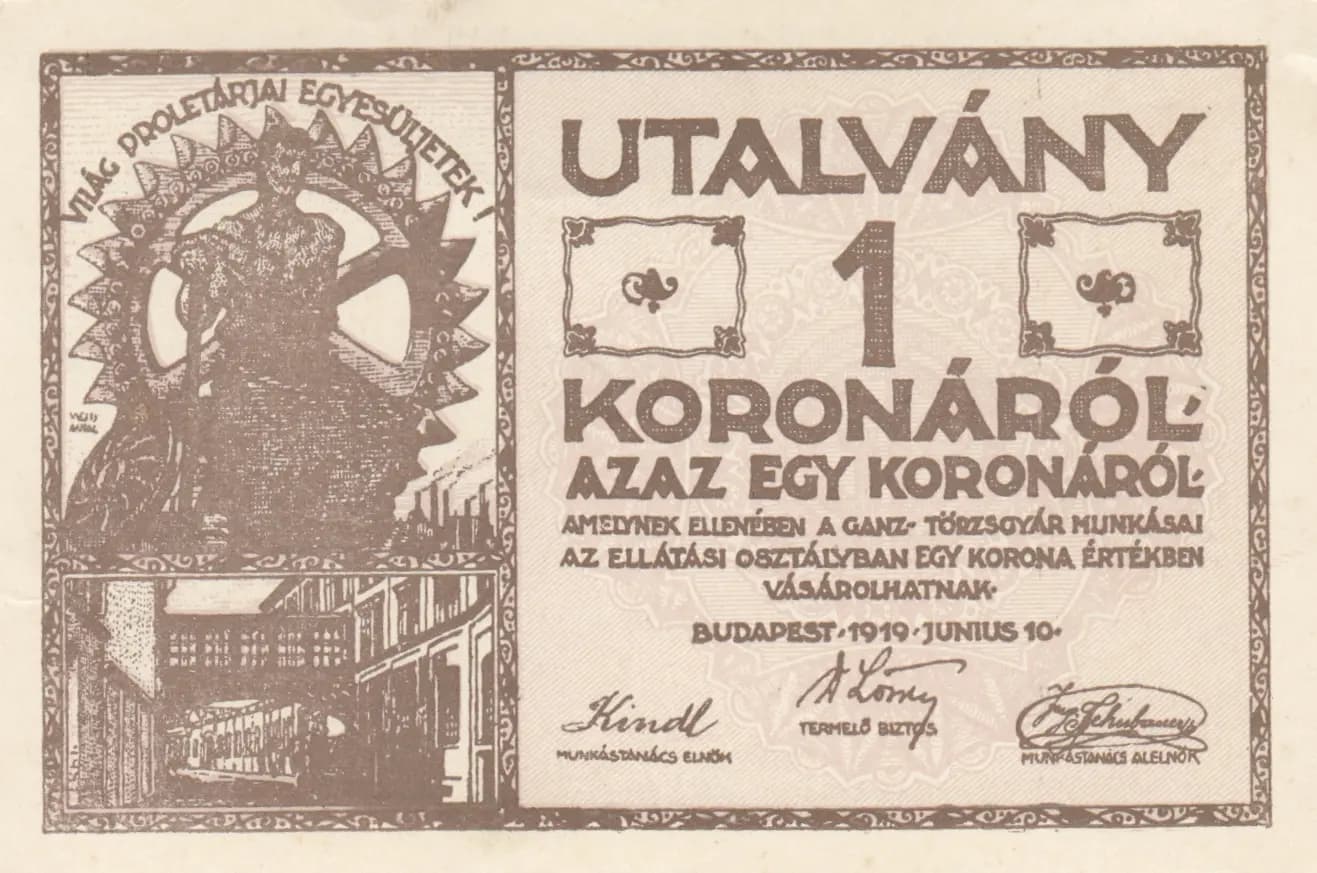 VILÁG PROLETÁRJAI EGYESÜLJETEK!
UTALVÁNY
1
KORONÁRÓL·
AZAZ EGY KORONÁRÓL·
AMELYNEK ELLENÉBEN A GANZ- TÖRZSGYÁR MUNKÁSAI
AZ ELLÁTÁSI OSZTÁLYBAN EGY KORONA ÉRTÉKBEN
VÁSÁROLHATNAK·
BUDAPEST·1919·JUNIUS 10·
Kindl
MUNKÁSTANÁCS ELNÖK
TERMELŐ BIZTOS
MUNKÁSTANÁCS ALELNÖK